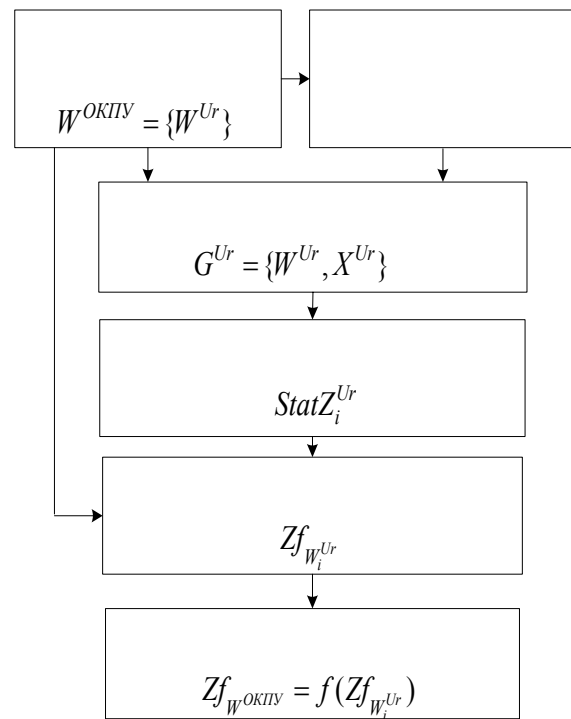 W^{ОКПУ} = {W^{Ur}}
G^{Ur} = {W^{Ur}, X^{Ur}}
StatZ_i^{Ur}
Zf_{W_i^{Ur}}
Zf_{W^{ОКПУ}} = f(Zf_{W_i^{Ur}})